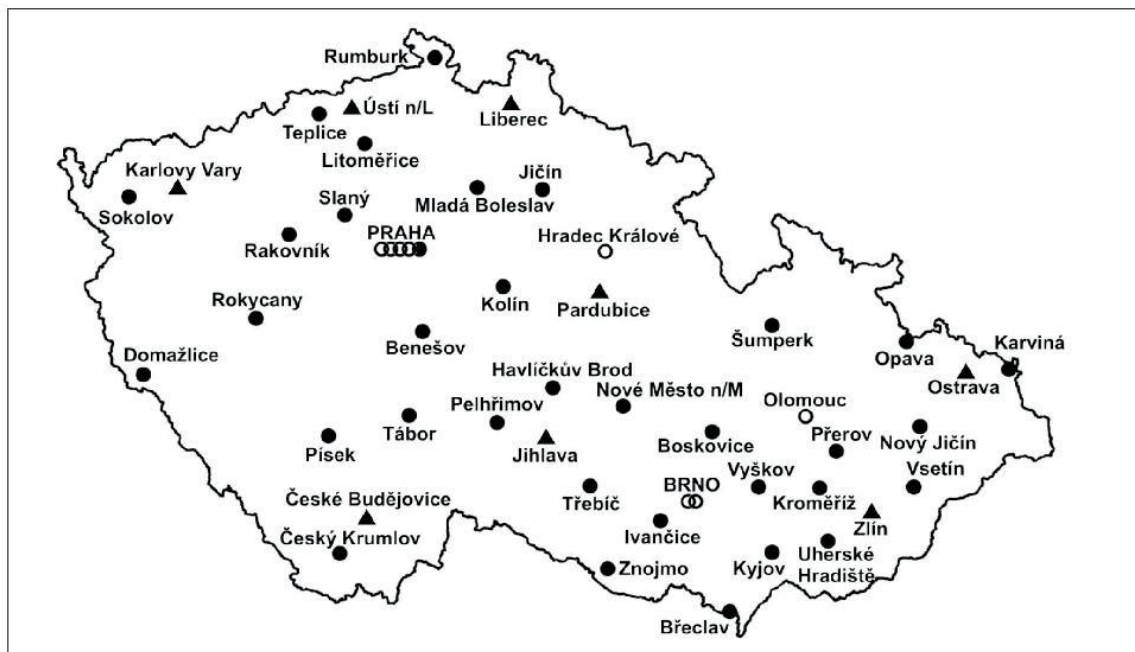 Rumburk
Ústí n/L
Liberec
Teplice
Litoměřice
Karlovy Vary
Jičín
Sokolov
Slaný
Mladá Boleslav
PRAHA
Hradec Králové
Rakovník
Rokycany
Kolín
Pardubice
Benešov
Šumperk
Opava
Karviná
Domažlice
Havlíčkův Brod
Ostrava
Nové Město n/M
Olomouc
Pelhřimov
Tábor
Přerov
Nový Jičín
Písek
Jihlava
Boskovice
Vyškov
Vsetín
České Budějovice
Třebíč
BRNO
Kroměříž
Zlín
Český Krumlov
Ivančice
Znojmo
Kyjov
Uherské
Hradiště
Břeclav